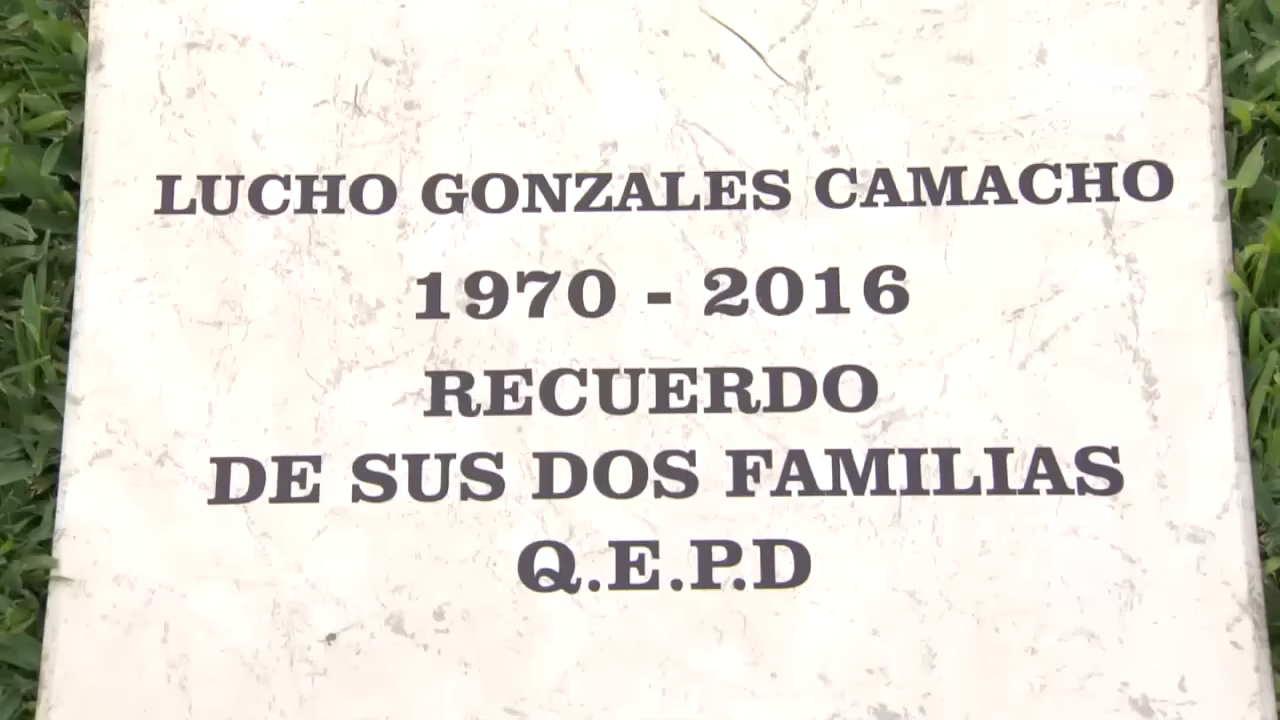 LUCHO GONZALES CAMACHO
1970 - 2016
RECUERDO
DE SUS DOS FAMILIAS
Q.E.P.D